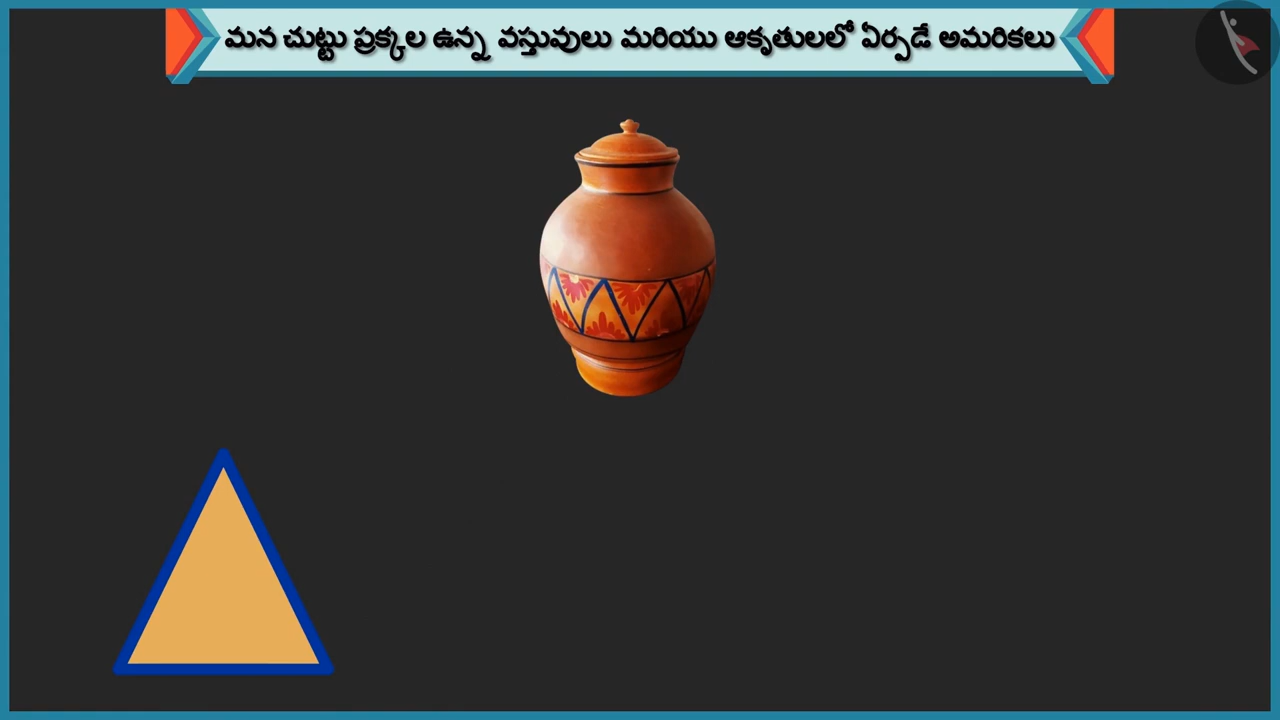 మన చుట్టు ప్రక్కల ఉన్న వస్తువులు మరియు ఆకృతులలో ఏర్పడే అమరికలు